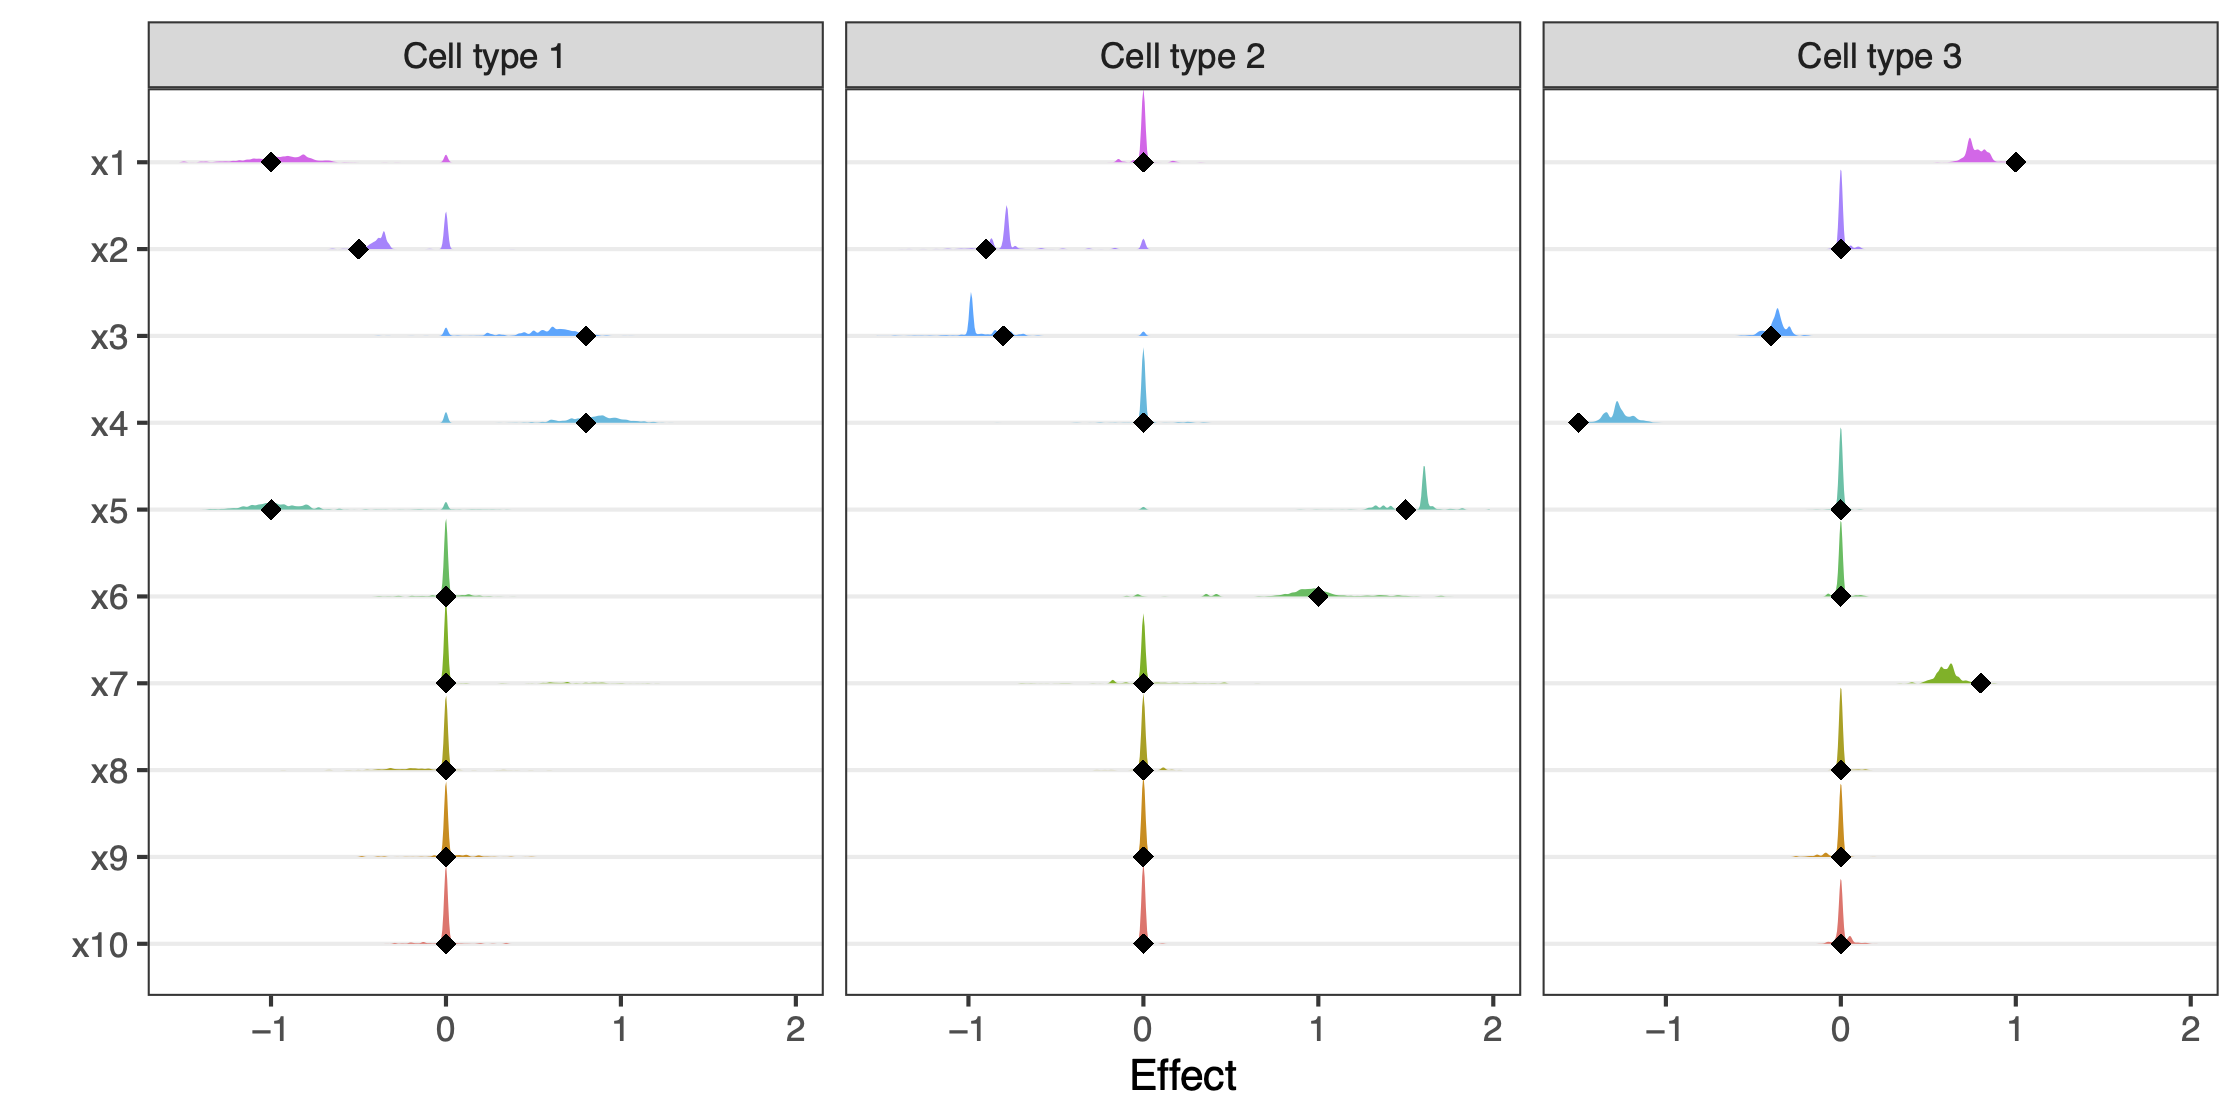 Cell type 1 Cell type 2 Cell type 3
x1
x2
x3
x4
x5
x6
x7
x8
x9
x10
−1 0 1 2 −1 0 1 2 −1 0 1 2
Effect